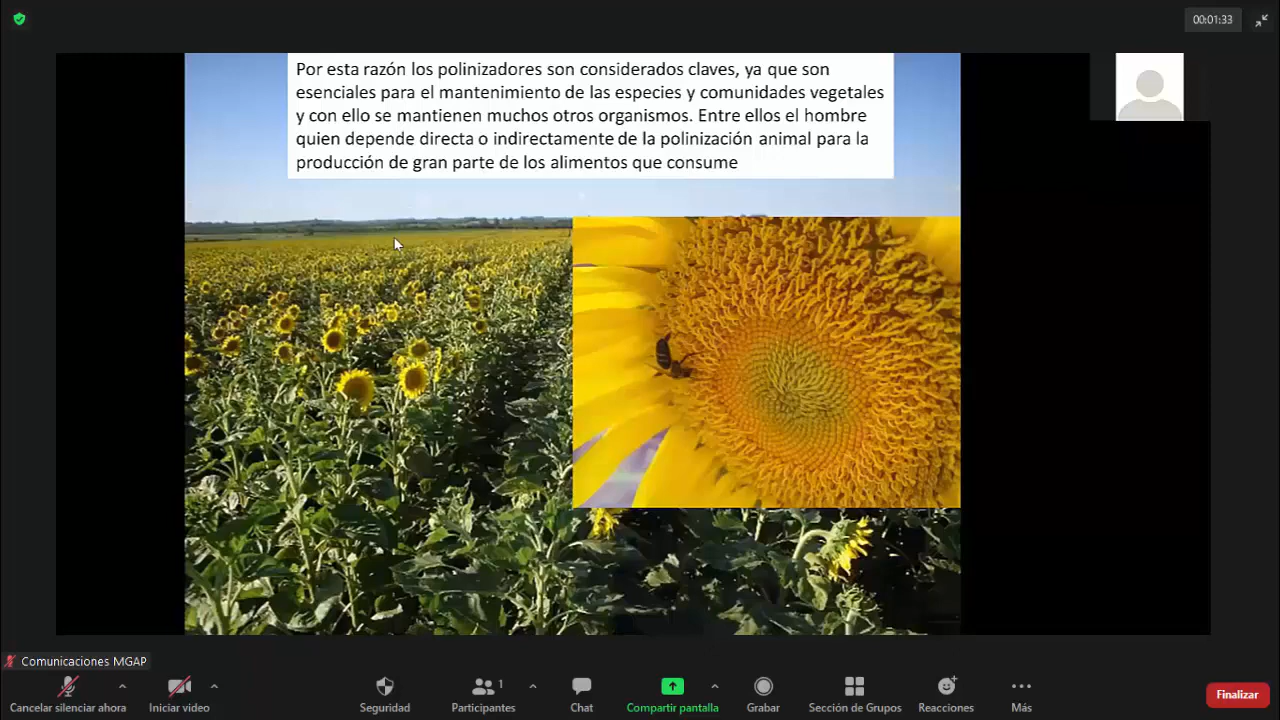 00:01:33
Por esta razón los polinizadores son considerados claves, ya que son
esenciales para el mantenimiento de las especies y comunidades vegetales
y con ello se mantienen muchos otros organismos. Entre ellos el hombre
quien depende directa o indirectamente de la polinización animal para la
producción de gran parte de los alimentos que consume
Comunicaciones MGAP
Cancelar silenciar ahora
Iniciar video
Seguridad
1
Participantes
Chat
Compartir pantalla
Grabar
Sección de Grupos
Reacciones
Más
Finalizar